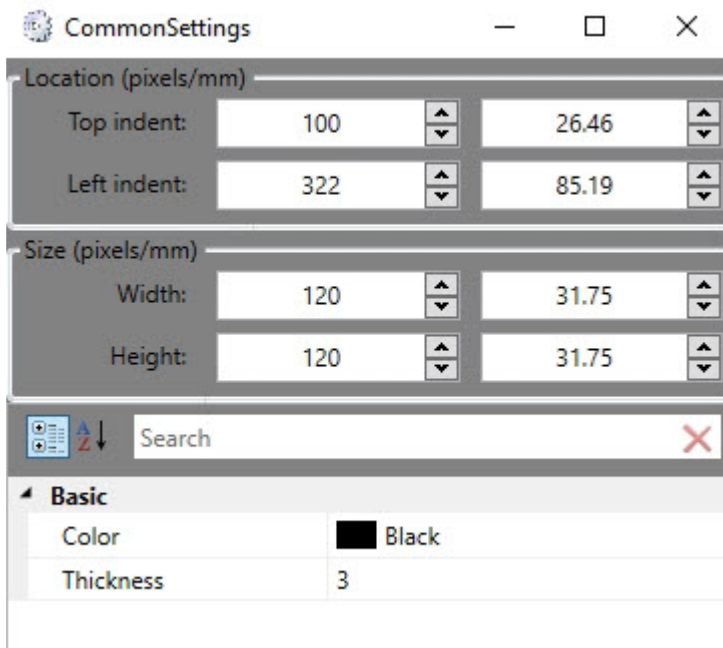 CommonSettings
Location (pixels/mm)
Top indent: 100 26.46
Left indent: 322 85.19
Size (pixels/mm)
Width: 120 31.75
Height: 120 31.75
A
Z Search
Basic
Color Black
Thickness 3